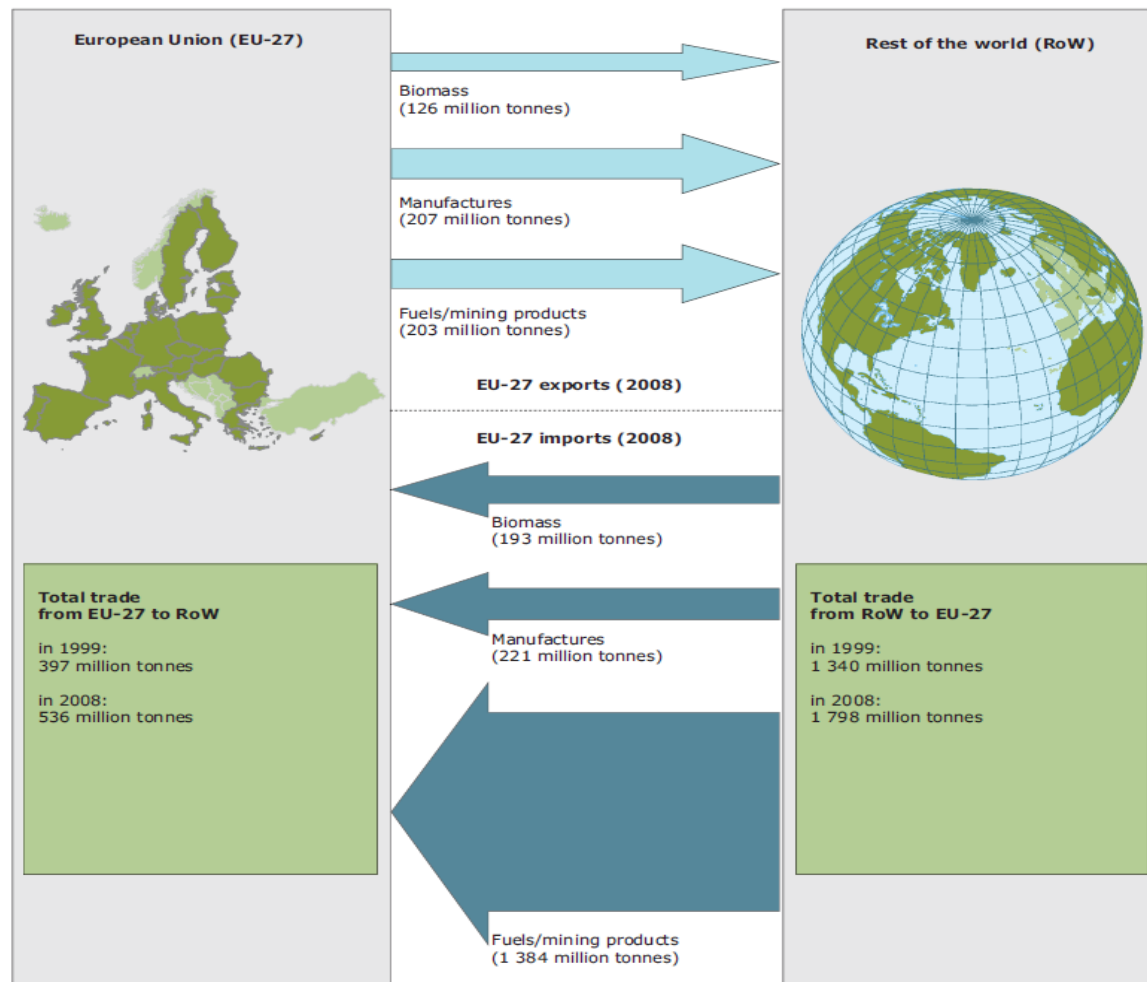 European Union (EU-27)
Rest of the world (RoW)
Biomass
(126 million tonnes)
Manufactures
(207 million tonnes)
Fuels/mining products
(203 million tonnes)
EU-27 exports (2008)
EU-27 imports (2008)
Biomass
(193 million tonnes)
Manufactures
(221 million tonnes)
Fuels/mining products
(1 384 million tonnes)
Total trade
from EU-27 to RoW
in 1999:
397 million tonnes
in 2008:
536 million tonnes
Total trade
from RoW to EU-27
in 1999:
1 340 million tonnes
in 2008:
1 798 million tonnes